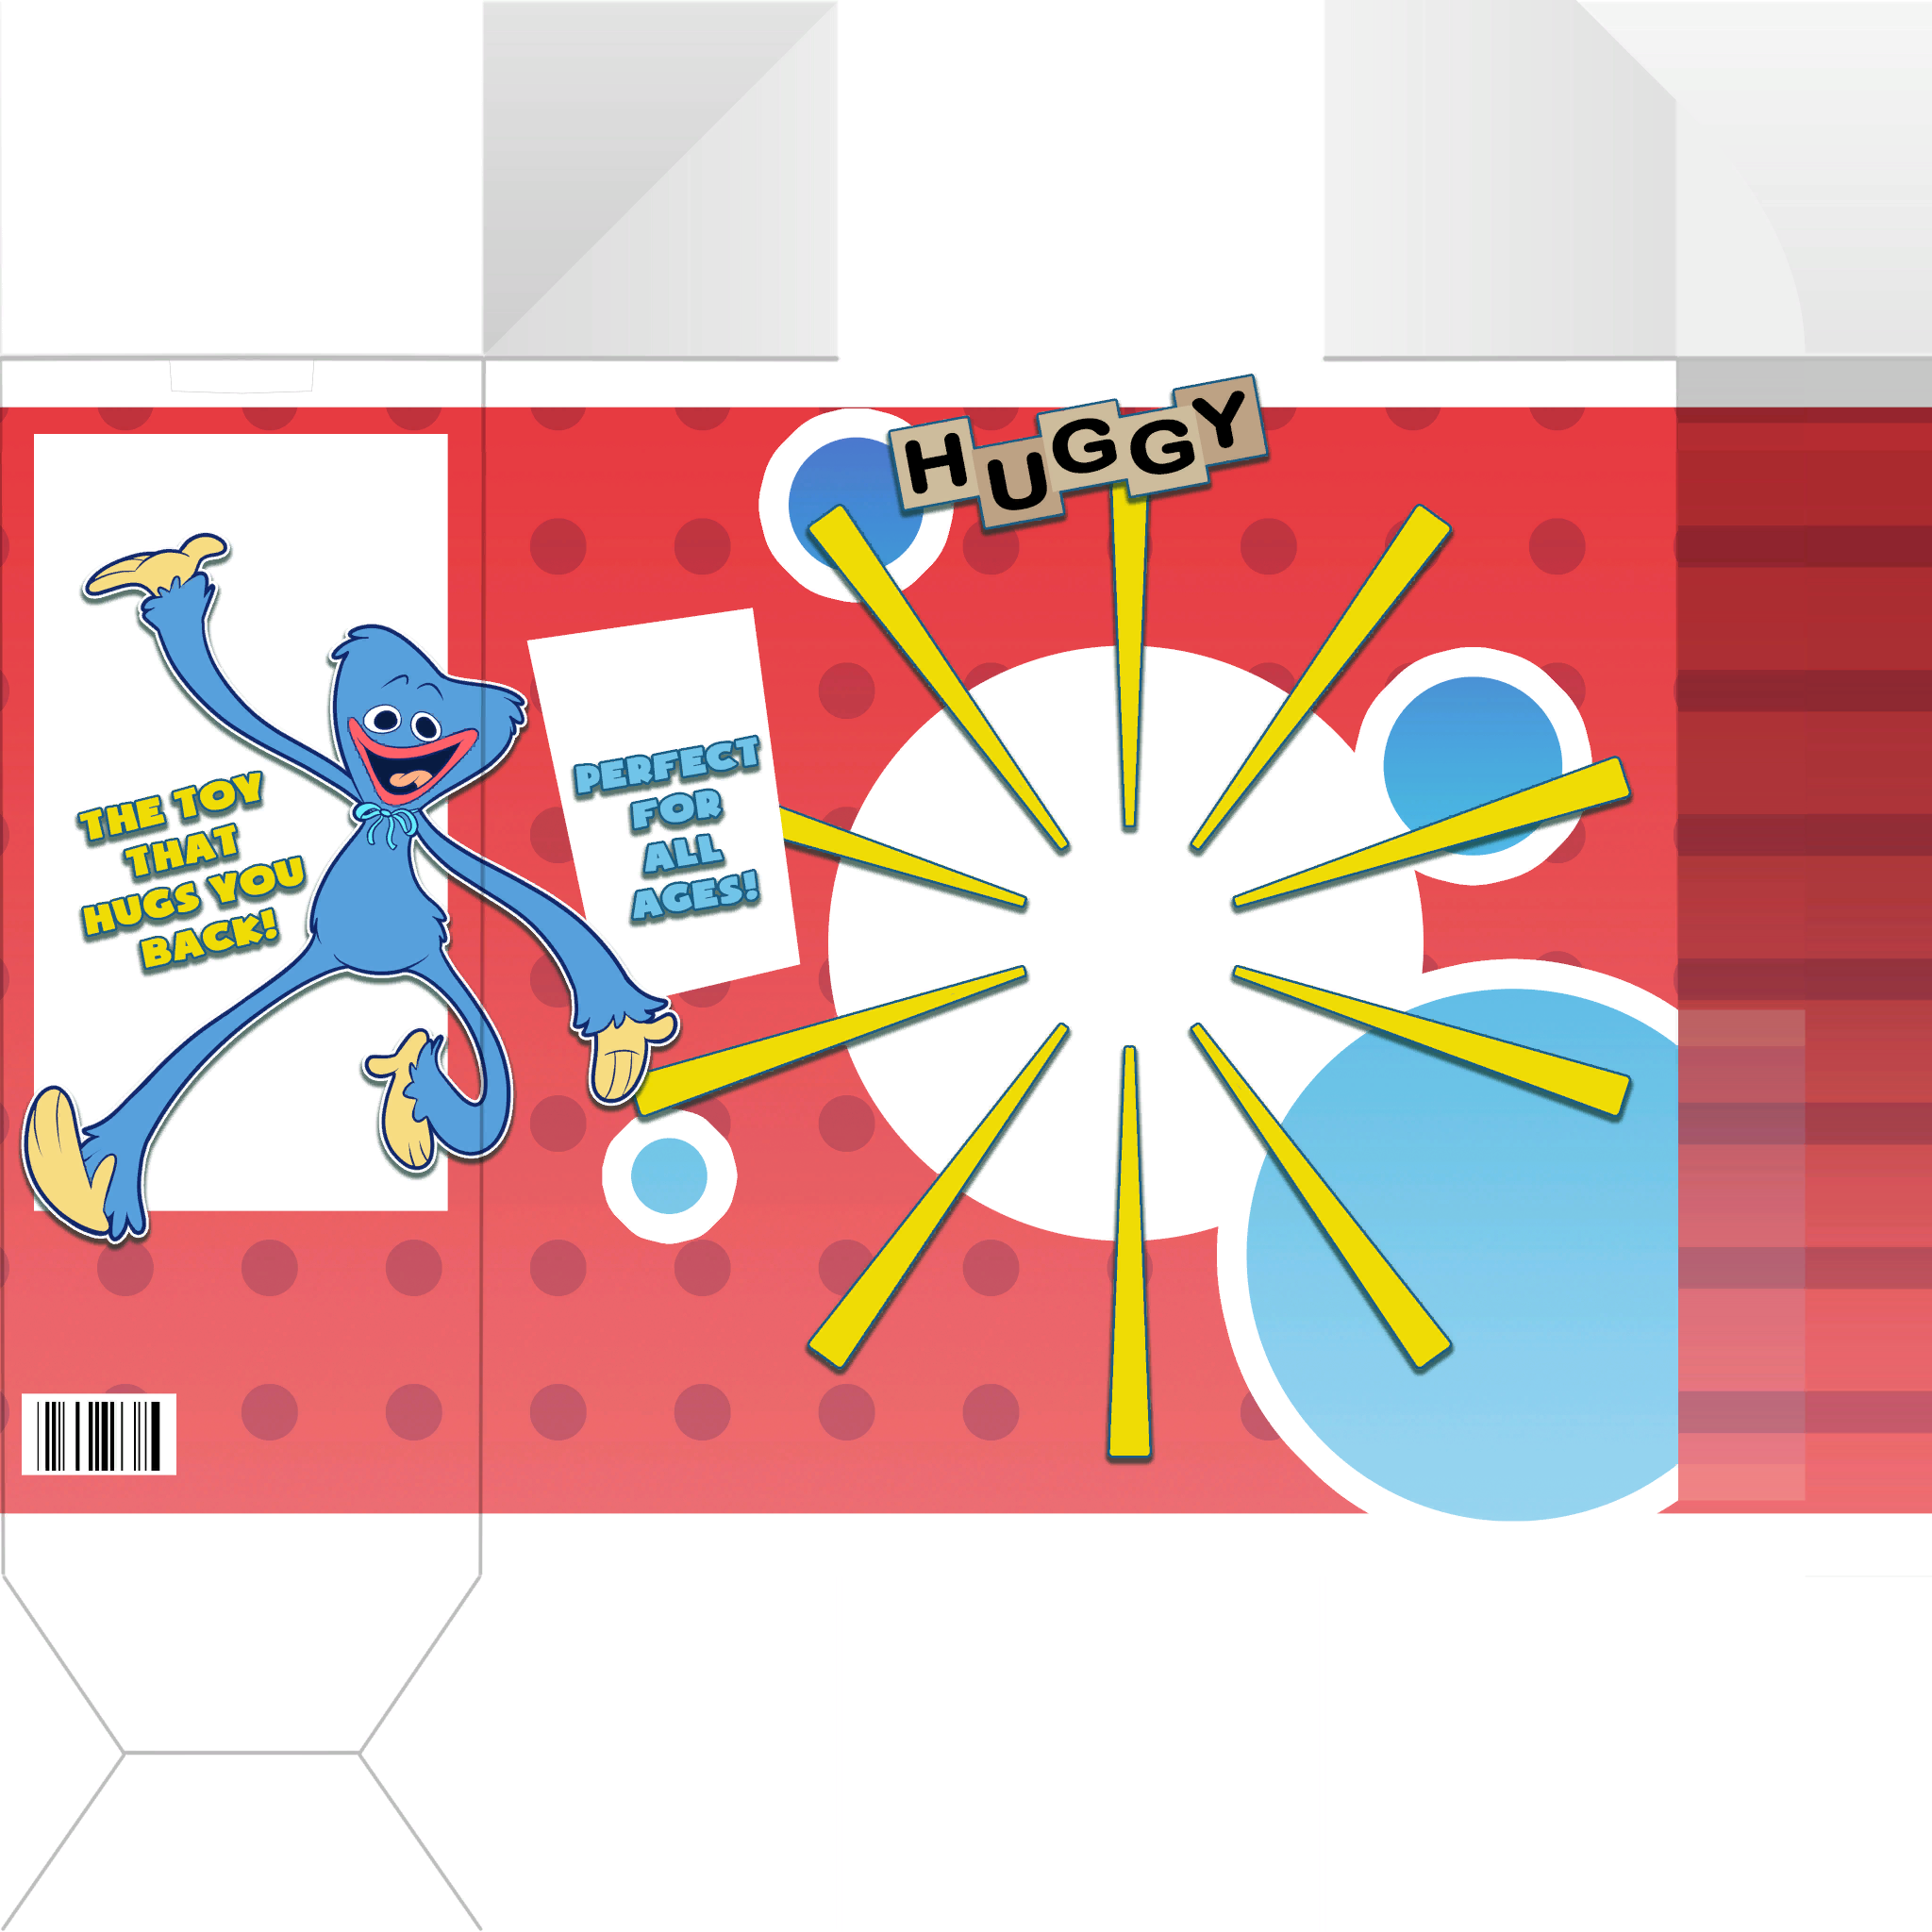 HUGGY
THE TOY
THAT
HUGS YOU
BACK!
PERFECT
FOR
ALL
AGES!